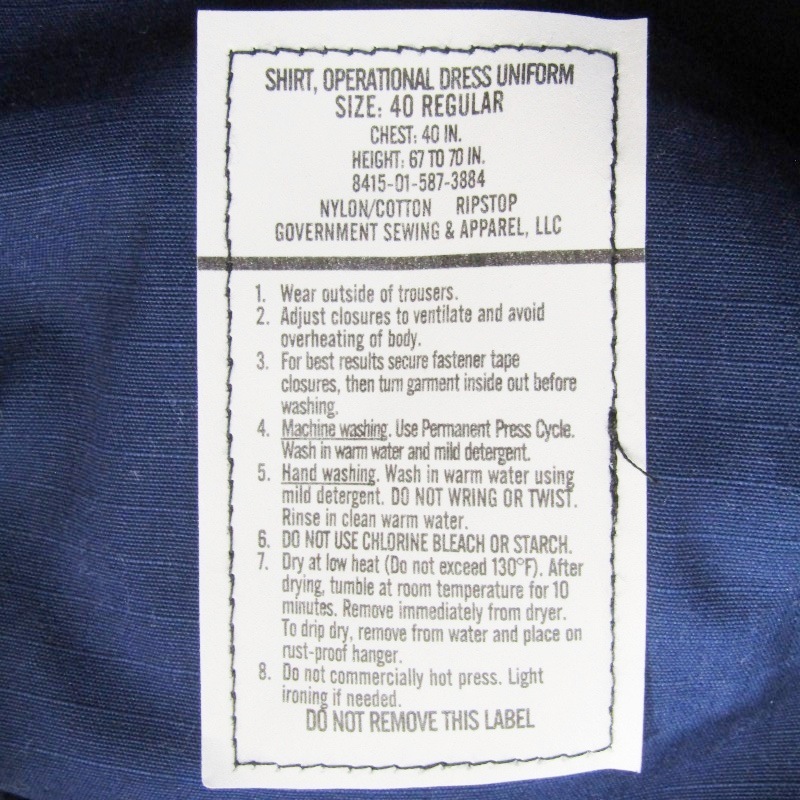 SHIRT, OPERATIONAL DRESS UNIFORM
SIZE: 40 REGULAR
CHEST: 40 IN.
HEIGHT: 67 TO 70 IN.
8415-01-587-3884
NYLON/COTTON RIPSTOP
GOVERNMENT SEWING & APPAREL, LLC
1. Wear outside of trousers.
2. Adjust closures to ventilate and avoid
overheating of body.
3. For best results secure fastener tape
closures, then turn garment inside out before
washing.
4. Machine washing. Use Permanent Press Cycle.
Wash in warm water and mild detergent.
5. Hand washing. Wash in warm water using
mild detergent. DO NOT WRING OR TWIST.
Rinse in clean warm water.
6. DO NOT USE CHLORINE BLEACH OR STARCH.
7. Dry at low heat (Do not exceed 130°F). After
drying, tumble at room temperature for 10
minutes. Remove immediately from dryer.
To drip dry, remove from water and place on
rust-proof hanger.
8. Do not commercially hot press. Light
ironing if needed.
DO NOT REMOVE THIS LABEL